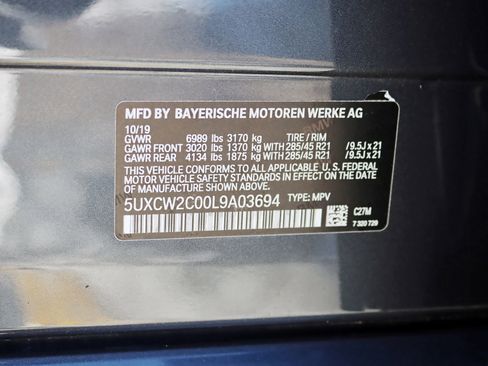 MFD BY BAYERISCHE MOTOREN WERKE AG
10/19
GVWR 6989 lbs 3170 kg TIRE / RIM
GAWR FRONT 3020 lbs 1370 kg WITH 285/45 R21 /9.5J x 21
GAWR REAR 4134 lbs 1875 kg WITH 285/45 R21 /9.5J x 21
THIS VEHICLE CONFORMS TO ALL APPLICABLE U.S.
FEDERAL MOTOR VEHICLE SAFETY STANDARDS IN
EFFECT ON THE DATE OF MANUFACTURE SHOWN ABOVE.
5UXCW2C00L9A03694 TYPE: MPV
C27M
7 320 729